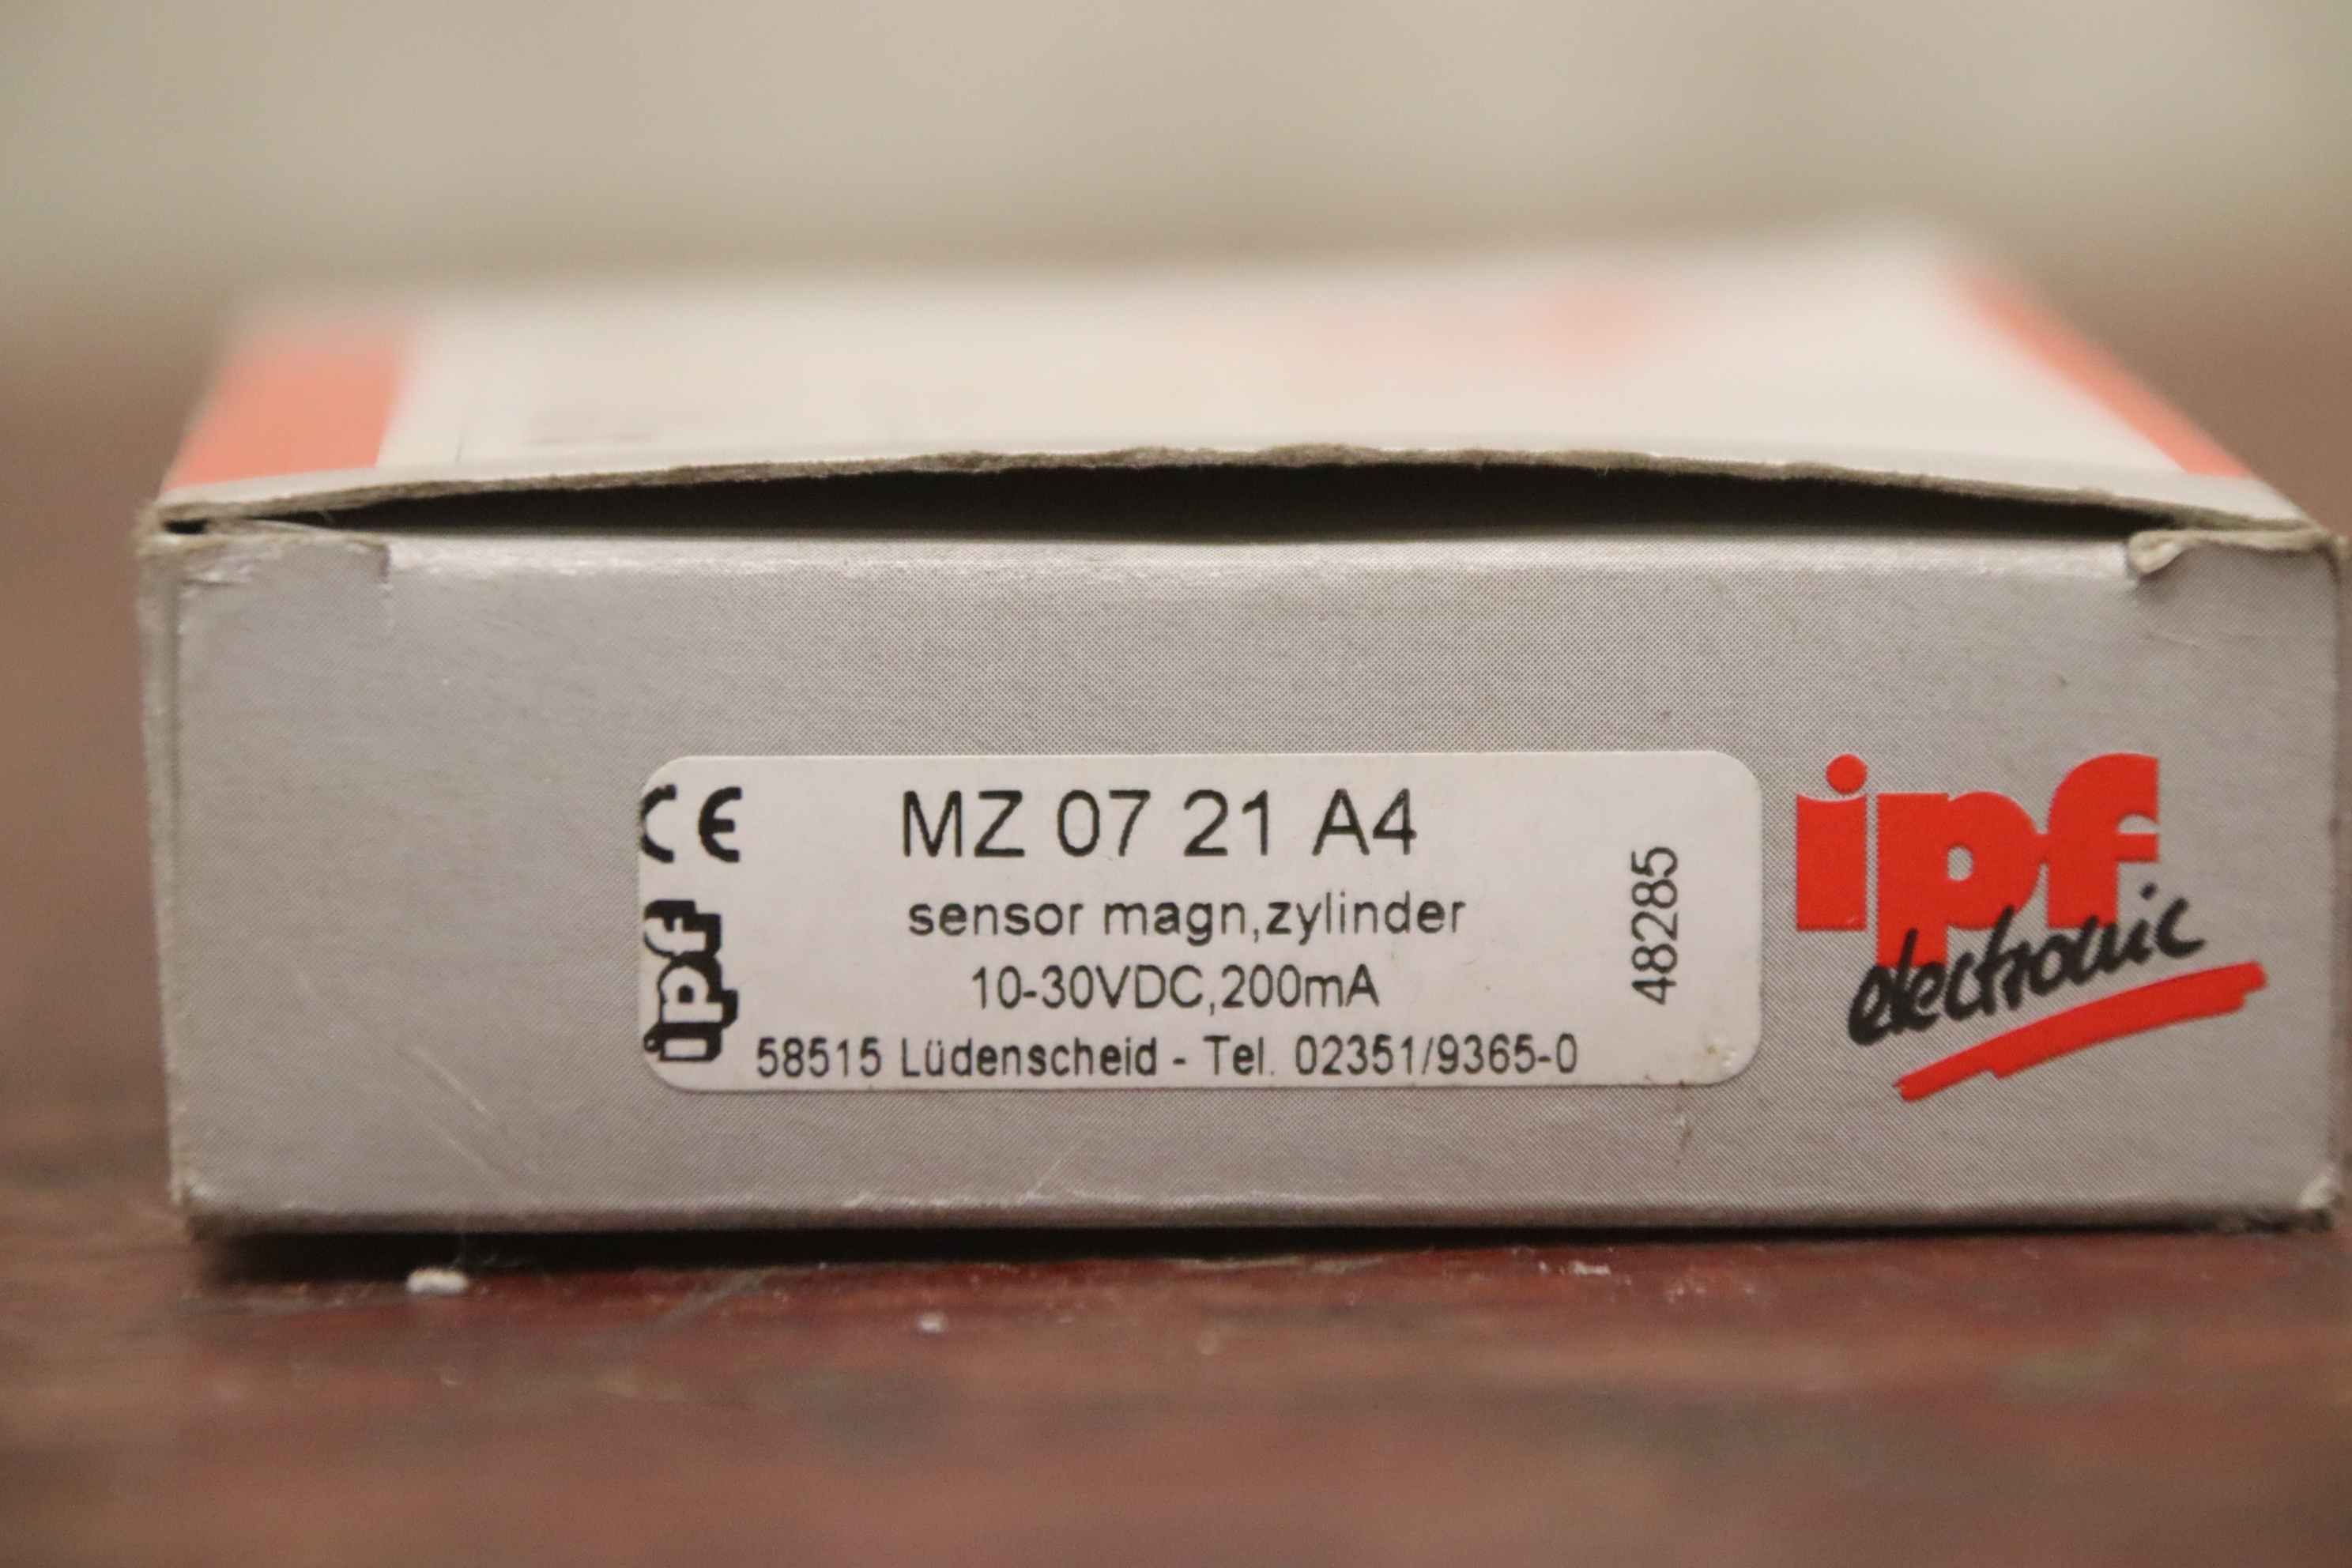 CE
MZ 07 21 A4
sensor magn,zylinder
10-30VDC,200mA
58515 Lüdenscheid - Tel. 02351/9365-0
ipf
48285
ipf
electronic